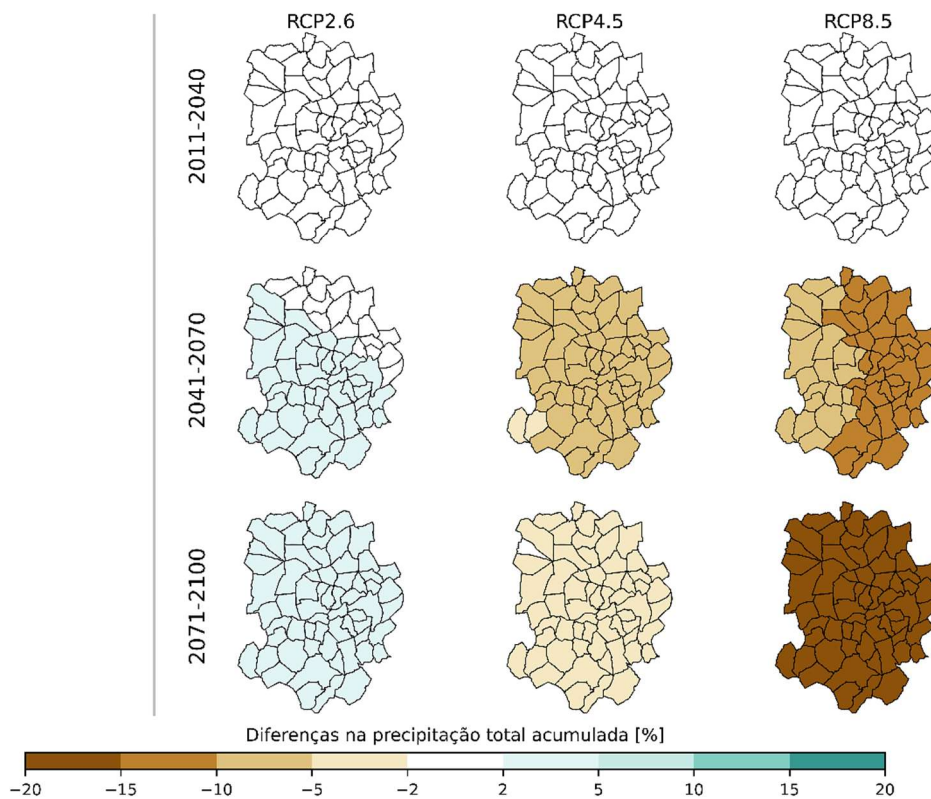 RCP2.6 RCP4.5 RCP8.5
2011-2040
2041-2070
2071-2100
Diferenças na precipitação total acumulada [%]
−20 −15 −10 −5 −2 2 5 10 15 20